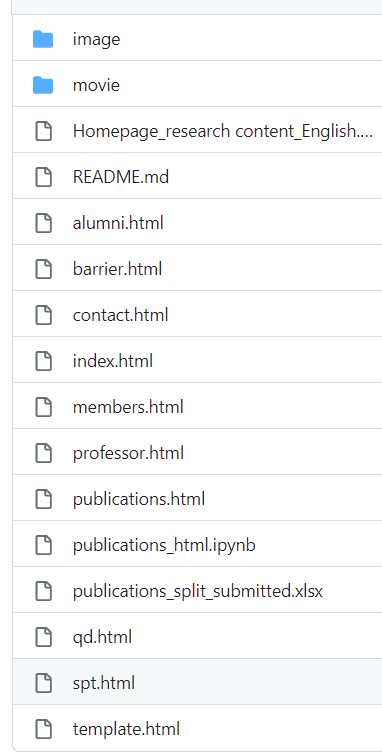 image
movie
Homepage_research content_English....
README.md
alumni.html
barrier.html
contact.html
index.html
members.html
professor.html
publications.html
publications_html.ipynb
publications_split_submitted.xlsx
qd.html
spt.html
template.html